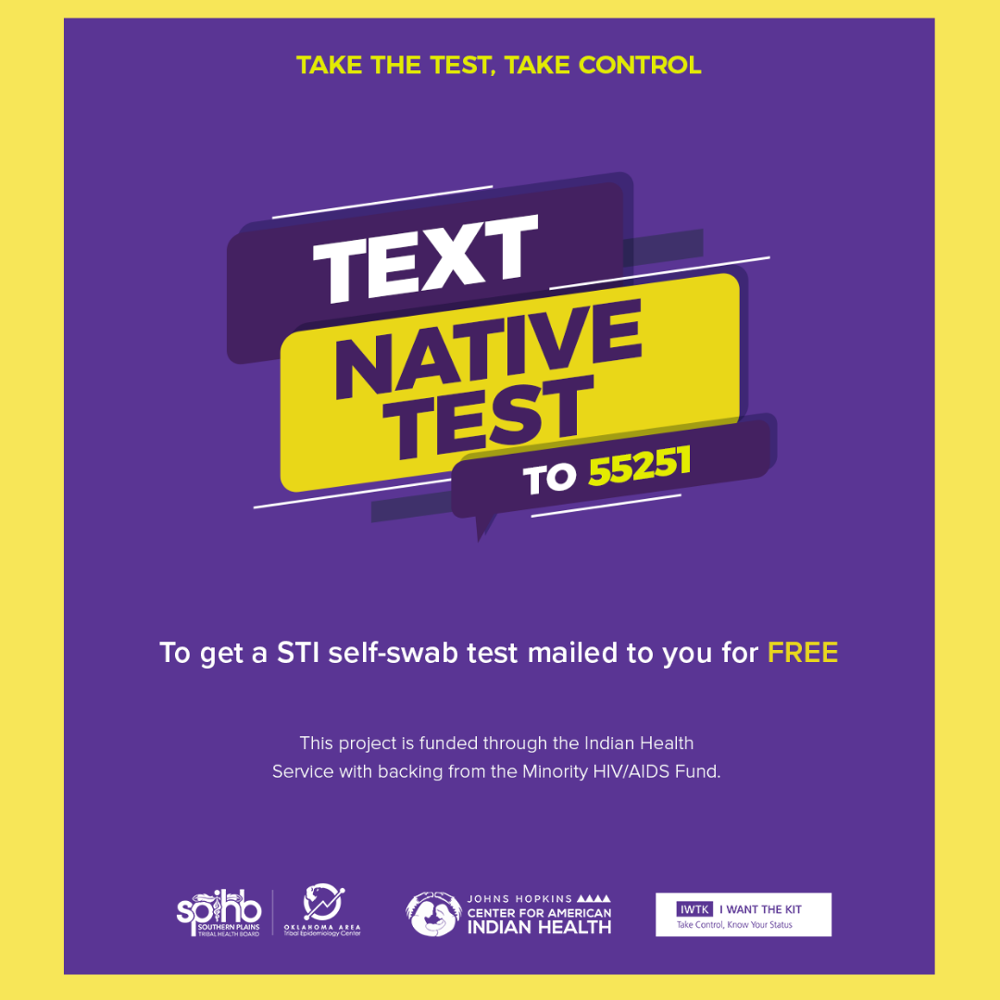 TAKE THE TEST, TAKE CONTROL
TEXT
NATIVE
TEST
TO 55251
To get a STI self-swab test mailed to you for FREE
This project is funded through the Indian Health
Service with backing from the Minority HIV/AIDS Fund.
spthb
SOUTHERN PLAINS
TRIBAL HEALTH BOARD
OKLAHOMA AREA
Tribal Epidemiology Center
JOHNS HOPKINS
CENTER FOR AMERICAN
INDIAN HEALTH
IWTK I WANT THE KIT
Take Control, Know Your Status